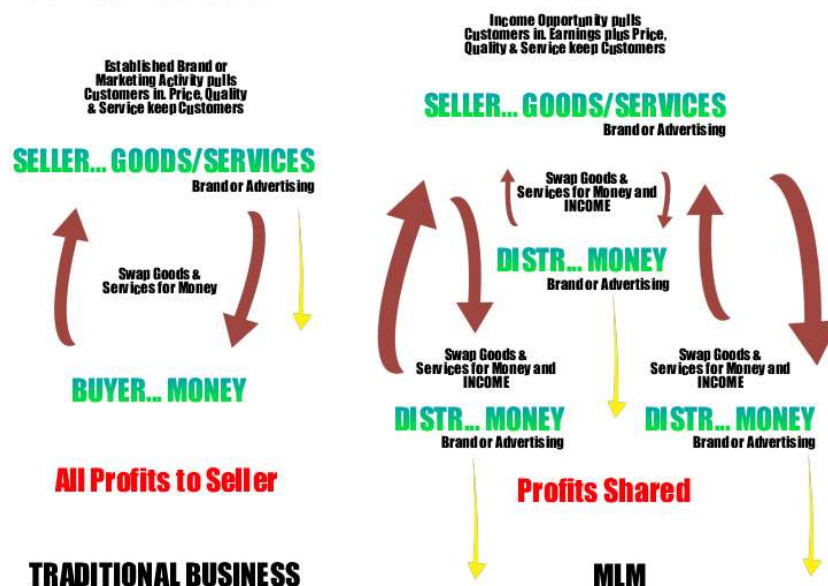 Established Brand or
Marketing Activity pulls
Customers in. Price, Quality
& Service keep Customers
SELLER... GOODS/SERVICES
Brand or Advertising
Swap Goods &
Services for Money
BUYER... MONEY
All Profits to Seller
TRADITIONAL BUSINESS
Income Opportunity pulls
Customers in. Earnings plus Price,
Quality & Service keep Customers
SELLER... GOODS/SERVICES
Brand or Advertising
Swap Goods &
Services for Money and
INCOME
DISTR... MONEY
Brand or Advertising
Swap Goods &
Services for Money and
INCOME
DISTR... MONEY
Brand or Advertising
Swap Goods &
Services for Money and
INCOME
DISTR... MONEY
Brand or Advertising
Profits Shared
MLM